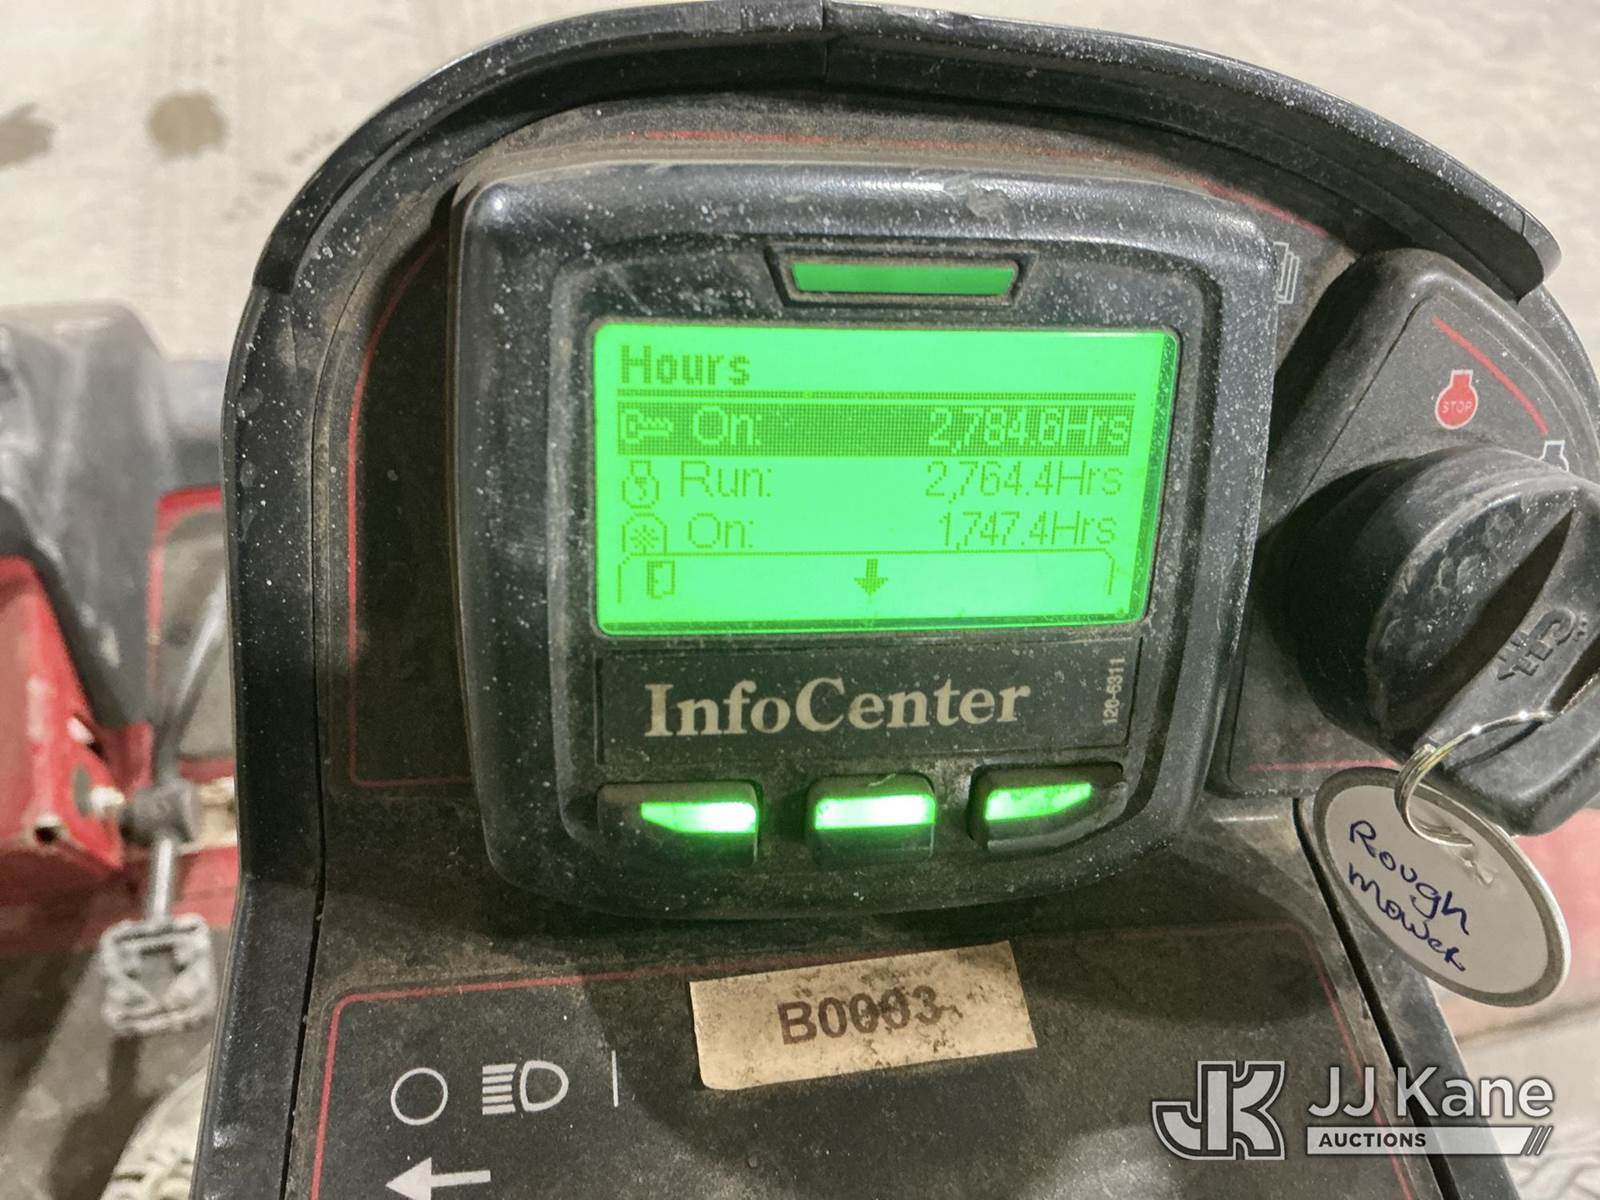 Hours
On: 2,784.6Hrs
Run: 2,764.4Hrs
On: 1,747.4Hrs
InfoCenter
120-6311
STOP
Rough
Mower
B0003
JJ Kane
AUCTIONS